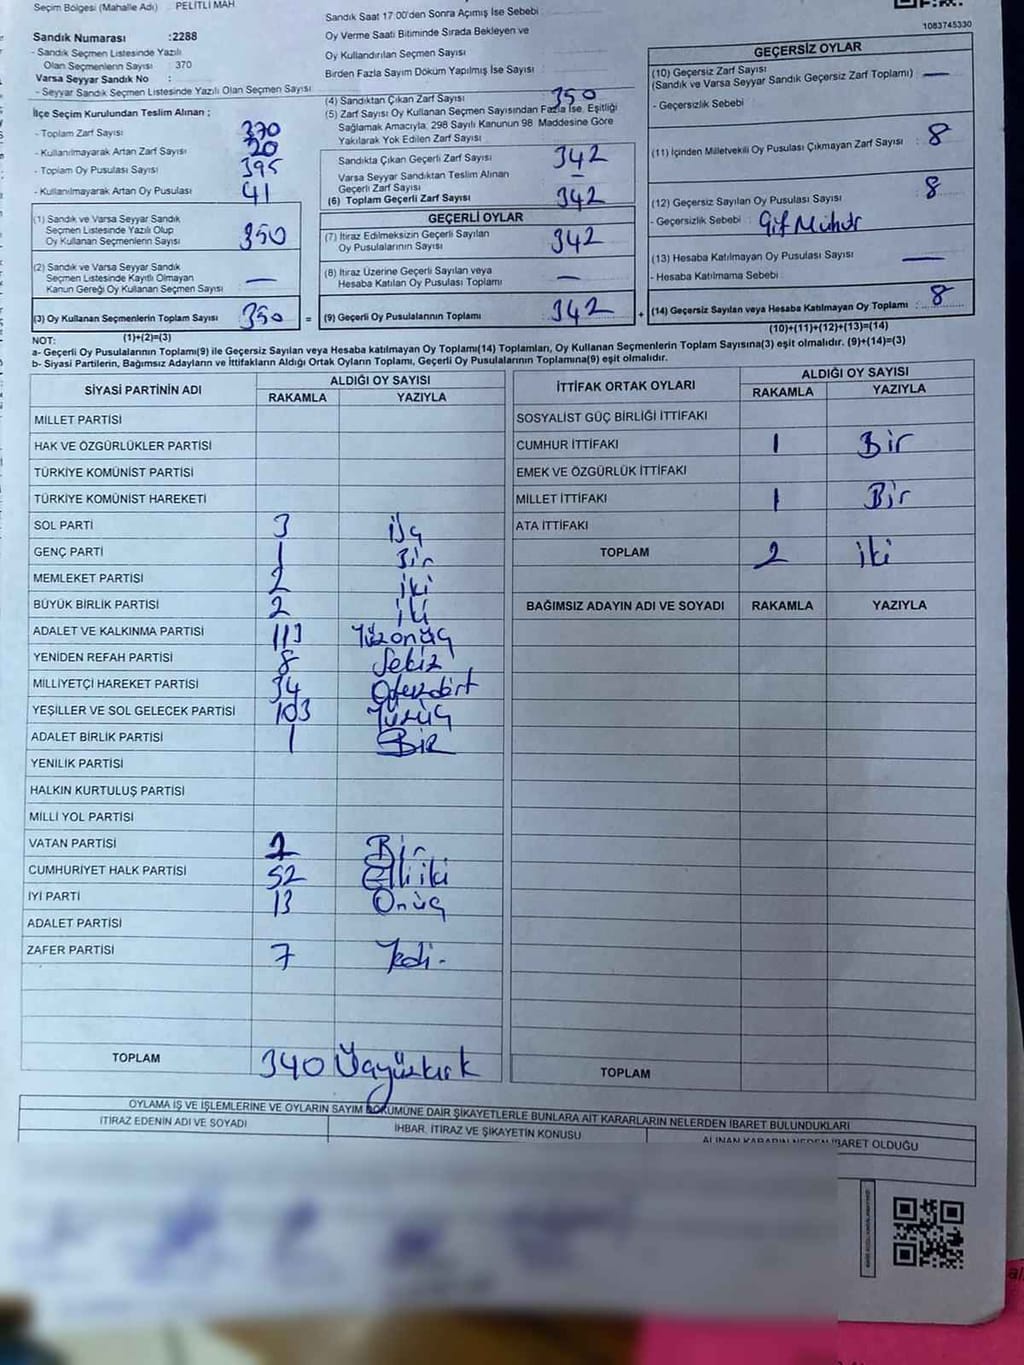 Seçim Bölgesi (Mahalle Adı) : PELİTLİ MAH
Sandık Numarası :2288
- Sandık Seçmen Listesinde Yazılı
Olan Seçmenlerin Sayısı : 370
Varsa Seyyar Sandık No :
- Seyyar Sandık Seçmen Listesinde Yazılı Olan Seçmen Sayısı
İlçe Seçim Kurulundan Teslim Alınan ;
- Toplam Zarf Sayısı 370
- Kullanılmayarak Artan Zarf Sayısı 20
- Toplam Oy Pusulası Sayısı 395
- Kullanılmayarak Artan Oy Pusulası 41
(1) Sandık ve Varsa Seyyar Sandık
Seçmen Listesinde Yazılı Olup
Oy Kullanan Seçmenlerin Sayısı 350
(2) Sandık ve Varsa Seyyar Sandık
Seçmen Listesinde Kayıtlı Olmayan
Kanun Gereği Oy Kullanan Seçmen Sayısı —
(3) Oy Kullanan Seçmenlerin Toplam Sayısı 350 =
(1)+(2)=(3)
Sandık Saat 17:00'den Sonra Açımış İse Sebebi :
Oy Verme Saati Bitiminde Sırada Bekleyen ve
Oy Kullandırılan Seçmen Sayısı
Birden Fazla Sayım Döküm Yapılmış İse Sayısı
(4) Sandıktan Çıkan Zarf Sayısı 350
(5) Zarf Sayısı Oy Kullanan Seçmen Sayısından Fazla İse, Eşitliği
Sağlamak Amacıyla, 298 Sayılı Kanunun 98 Maddesine Göre
Yakılarak Yok Edilen Zarf Sayısı
Sandıkta Çıkan Geçerli Zarf Sayısı 342
Varsa Seyyar Sandıktan Teslim Alınan
Geçerli Zarf Sayısı —
(6) Toplam Geçerli Zarf Sayısı 342
GEÇERLİ OYLAR
(7) İtiraz Edilmeksizin Geçerli Sayılan
Oy Pusulalarının Sayısı 342
(8) İtiraz Üzerine Geçerli Sayılan veya
Hesaba Katılan Oy Pusulası Toplamı —
(9) Geçerli Oy Pusulalarının Toplamı 342 +
1083745330
GEÇERSİZ OYLAR
(10) Geçersiz Zarf Sayısı
(Sandık ve Varsa Seyyar Sandık Geçersiz Zarf Toplamı) —
- Geçersizlik Sebebi
(11) İçinden Milletvekili Oy Pusulası Çıkmayan Zarf Sayısı : 8
(12) Geçersiz Sayılan Oy Pusulası Sayısı : 8
- Geçersizlik Sebebi : Çift Mühür
(13) Hesaba Katılmayan Oy Pusulası Sayısı —
- Hesaba Katılmama Sebebi
(14) Geçersiz Sayılan veya Hesaba Katılmayan Oy Toplamı : 8
(10)+(11)+(12)+(13)=(14)
NOT:
a- Geçerli Oy Pusulalarının Toplamı(9) ile Geçersiz Sayılan veya Hesaba katılmayan Oy Toplamı(14) Toplamları, Oy Kullanan Seçmenlerin Toplam Sayısına(3) eşit olmalıdır. (9)+(14)=(3)
b- Siyasi Partilerin, Bağımsız Adayların ve İttifakların Aldığı Ortak Oyların Toplamı, Geçerli Oy Pusulalarının Toplamına(9) eşit olmalıdır.
SİYASİ PARTİNİN ADI ALDIĞI OY SAYISI
RAKAMLA YAZIYLA
MİLLET PARTİSİ
HAK VE ÖZGÜRLÜKLER PARTİSİ
TÜRKİYE KOMÜNİST PARTİSİ
TÜRKİYE KOMÜNİST HAREKETİ
SOL PARTİ 3 üç
GENÇ PARTİ 1 Bir
MEMLEKET PARTİSİ 2 iki
BÜYÜK BİRLİK PARTİSİ 2 iki
ADALET VE KALKINMA PARTİSİ 113 Yüzonüç
YENİDEN REFAH PARTİSİ 8 Sekiz
MİLLİYETÇİ HAREKET PARTİSİ 34 Otuzdört
YEŞİLLER VE SOL GELECEK PARTİSİ 103 Yüzüç
ADALET BİRLİK PARTİSİ 1 Bir
YENİLİK PARTİSİ
HALKIN KURTULUŞ PARTİSİ
MİLLİ YOL PARTİSİ
VATAN PARTİSİ 1 Bir
CUMHURİYET HALK PARTİSİ 52 Elliiki
İYİ PARTİ 13 Onüç
ADALET PARTİSİ
ZAFER PARTİSİ 7 Yedi-
TOPLAM 340 Üçyüzkırk
İTTİFAK ORTAK OYLARI ALDIĞI OY SAYISI
RAKAMLA YAZIYLA
SOSYALİST GÜÇ BİRLİĞİ İTTİFAKI
CUMHUR İTTİFAKI 1 Bir
EMEK VE ÖZGÜRLÜK İTTİFAKI
MİLLET İTTİFAKI 1 Bir
ATA İTTİFAKI
TOPLAM 2 iki
BAĞIMSIZ ADAYIN ADI VE SOYADI RAKAMLA YAZIYLA
TOPLAM
OYLAMA İŞ VE İŞLEMLERİNE VE OYLARIN SAYIM DÖKÜMÜNE DAİR ŞİKAYETLERLE BUNLARA AİT KARARLARIN NELERDEN İBARET BULUNDUKLARI
İTİRAZ EDENİN ADI VE SOYADI İHBAR, İTİRAZ VE ŞİKAYETİN KONUSU ALINAN KARARIN NEDEN İBARET OLDUĞU